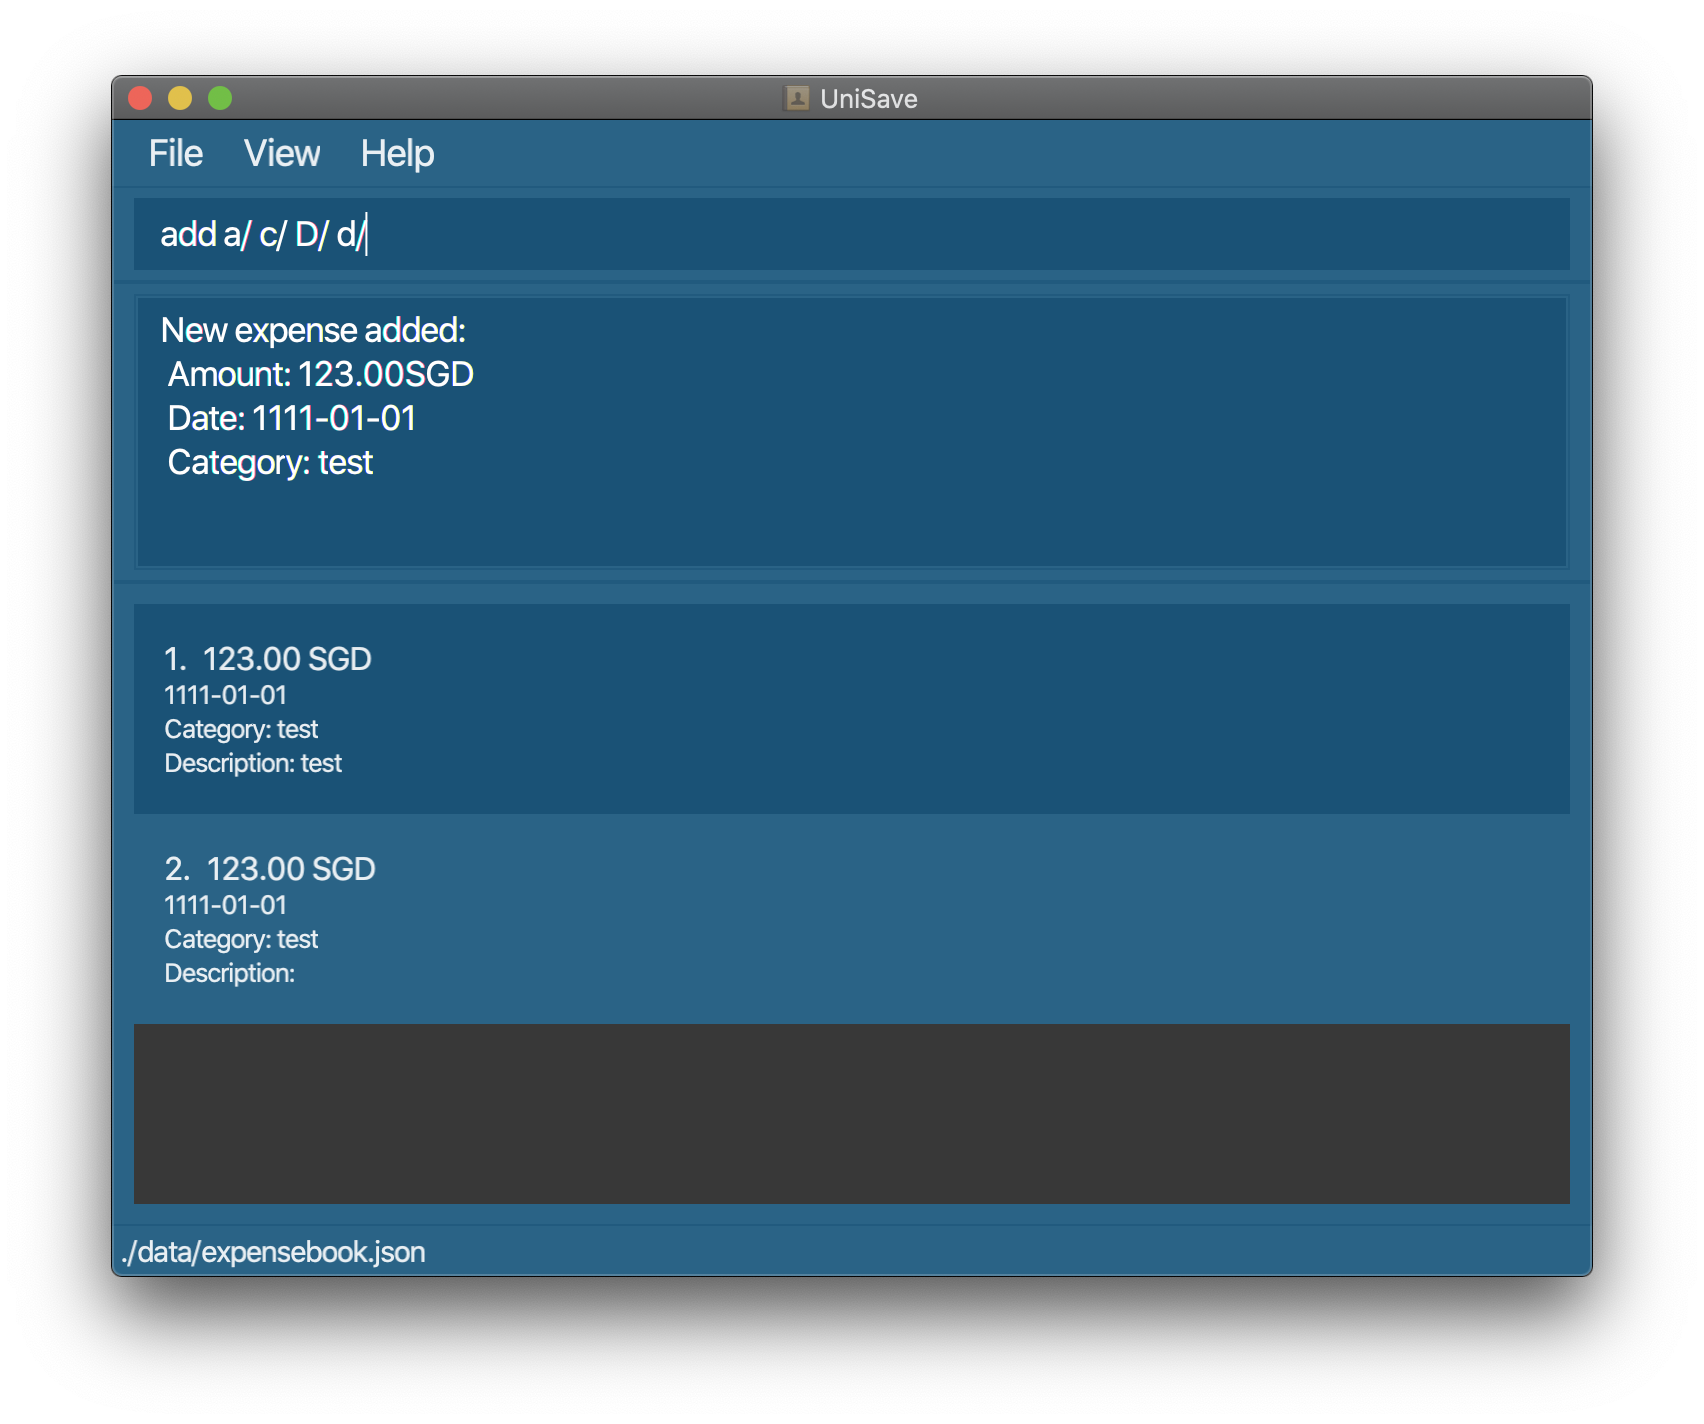 UniSave
File View Help
add a/ c/ D/ d/
New expense added:
Amount: 123.00SGD
Date: 1111-01-01
Category: test
1. 123.00 SGD
1111-01-01
Category: test
Description: test
2. 123.00 SGD
1111-01-01
Category: test
Description:
./data/expensebook.json